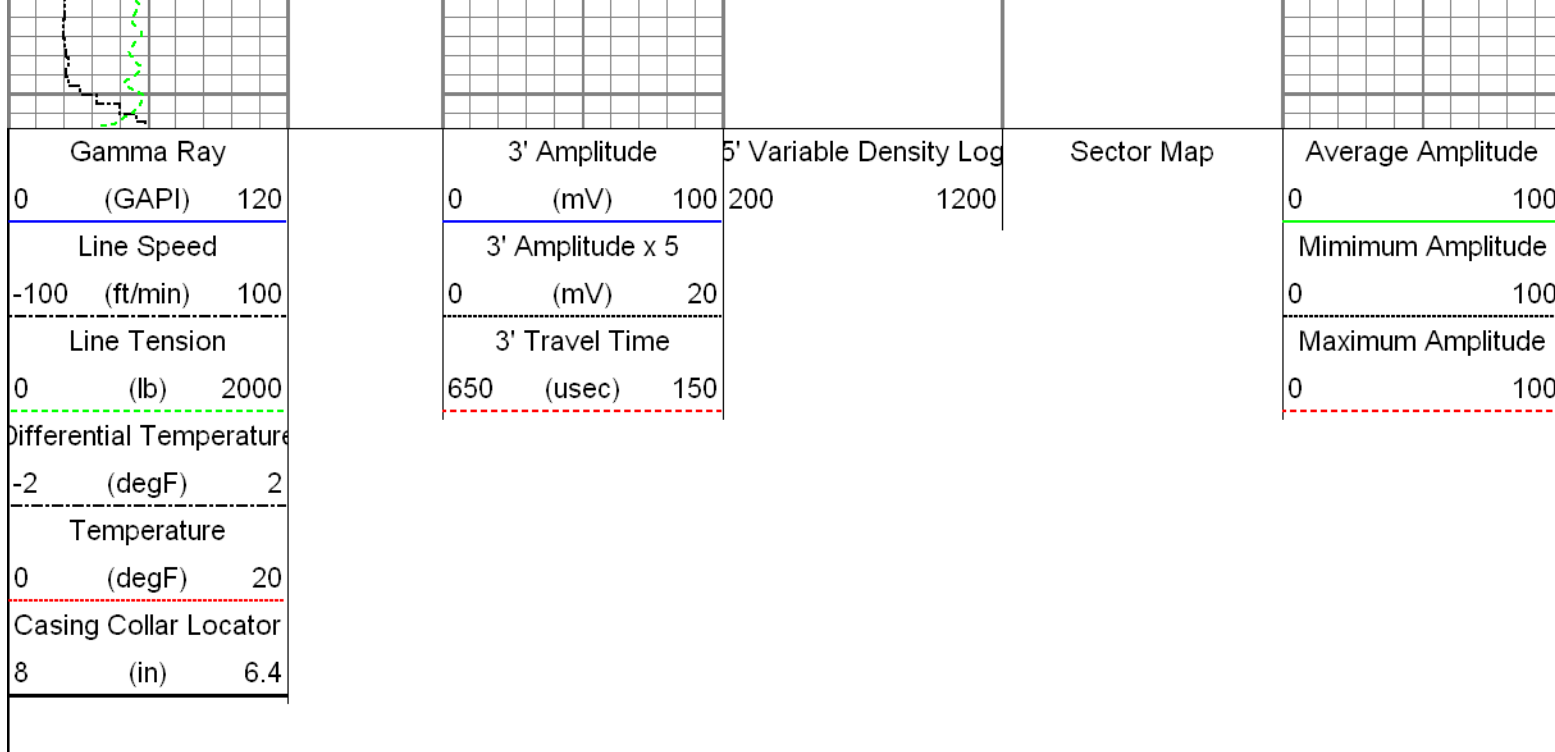 Gamma Ray
0 (GAPI) 120
Line Speed
-100 (ft/min) 100
Line Tension
0 (lb) 2000
Differential Temperature
-2 (degF) 2
Temperature
0 (degF) 20
Casing Collar Locator
8 (in) 6.4
3' Amplitude
0 (mV) 100
3' Amplitude x 5
0 (mV) 20
3' Travel Time
650 (usec) 150
5' Variable Density Log
200 1200
Sector Map
Average Amplitude
0 100
Mimimum Amplitude
0 100
Maximum Amplitude
0 100